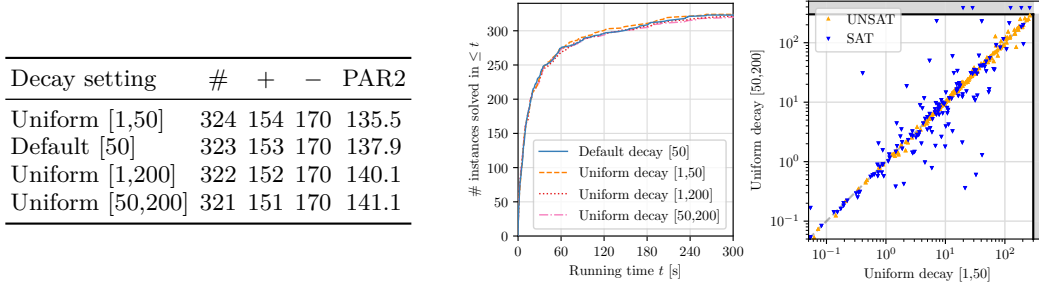 Decay setting # + − PAR2
Uniform [1,50] 324 154 170 135.5
Default [50] 323 153 170 137.9
Uniform [1,200] 322 152 170 140.1
Uniform [50,200] 321 151 170 141.1
# instances solved in ≤ t
300
250
200
150
100
50
0
Default decay [50]
Uniform decay [1,50]
Uniform decay [1,200]
Uniform decay [50,200]
0 60 120 180 240 300
Running time t [s]
Uniform decay [50,200]
10²
10¹
10⁰
10⁻¹
UNSAT
SAT
10⁻¹ 10⁰ 10¹ 10²
Uniform decay [1,50]